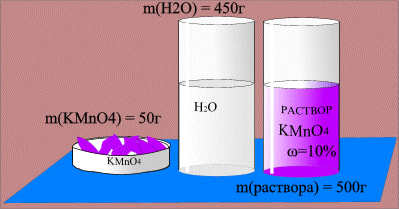 m(H2O) = 450г
m(KMnO4) = 50г
KMnO4
H2O
РАСТВОР
KMnO4
ω=10%
m(раствора) = 500г